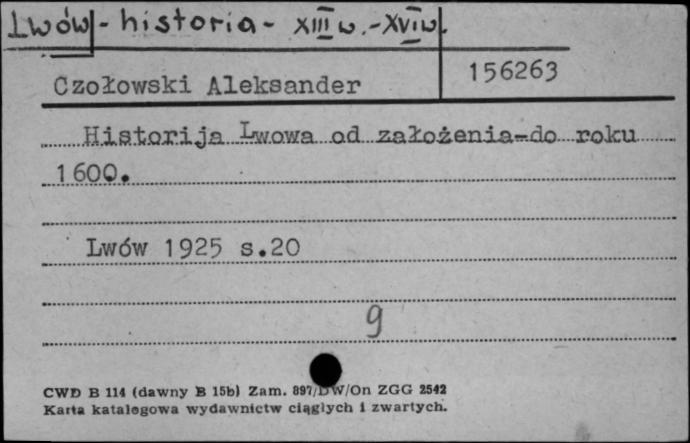 Lwów - historia - XIII w. - XVI w.
Czołowski Aleksander
156263
Historija Lwowa od założenia-do roku
1600.
Lwów 1925 s.20
9
CWD B 114 (dawny B 15b) Zam. 897/DW/On ZGG 2542
Karta katalogowa wydawnictw ciągłych i zwartych.